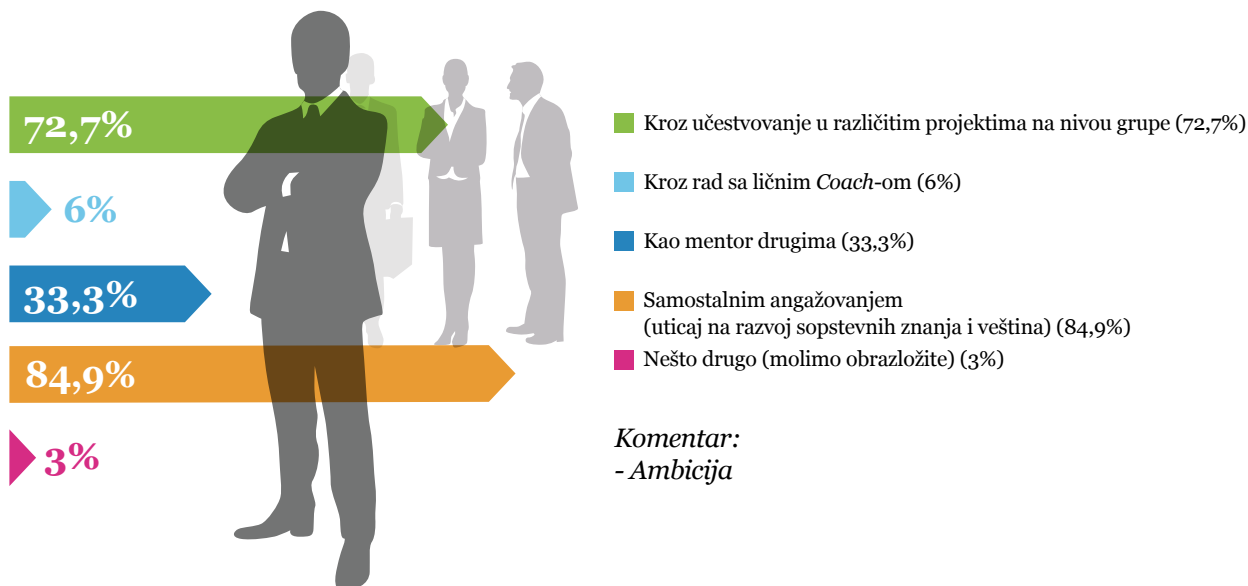 72,7%
6%
33,3%
84,9%
3%
Kroz učestvovanje u različitim projektima na nivou grupe (72,7%)
Kroz rad sa ličnim Coach-om (6%)
Kao mentor drugima (33,3%)
Samostalnim angažovanjem
(uticaj na razvoj sopstevnih znanja i veština) (84,9%)
Nešto drugo (molimo obrazložite) (3%)
Komentar:
- Ambicija